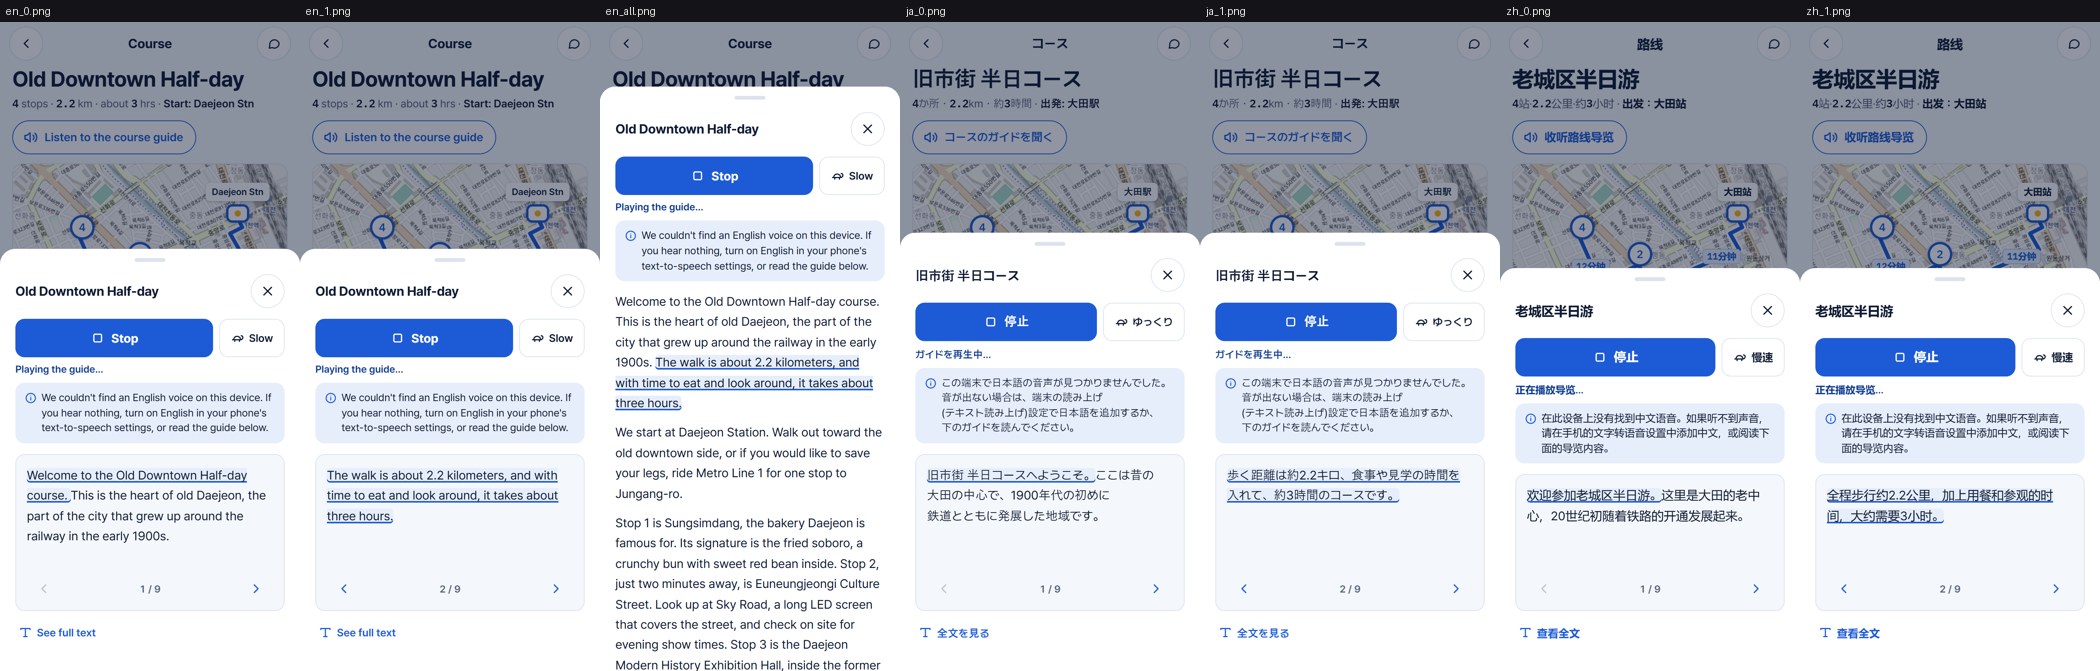 en_0.png
Course
Old Downtown Half-day
4 stops · 2.2 km · about 3 hrs · Start: Daejeon Stn
Listen to the course guide
Daejeon Stn
4
Old Downtown Half-day
Stop
Slow
Playing the guide...
We couldn't find an English voice on this device. If
you hear nothing, turn on English in your phone's
text-to-speech settings, or read the guide below.
Welcome to the Old Downtown Half-day
course. This is the heart of old Daejeon, the
part of the city that grew up around the
railway in the early 1900s.
1 / 9
See full text
en_1.png
Course
Old Downtown Half-day
4 stops · 2.2 km · about 3 hrs · Start: Daejeon Stn
Listen to the course guide
Daejeon Stn
4
Old Downtown Half-day
Stop
Slow
Playing the guide...
We couldn't find an English voice on this device. If
you hear nothing, turn on English in your phone's
text-to-speech settings, or read the guide below.
The walk is about 2.2 kilometers, and with
time to eat and look around, it takes about
three hours.
2 / 9
See full text
en_all.png
Course
Old Downtown Half-day
Old Downtown Half-day
Stop
Slow
Playing the guide...
We couldn't find an English voice on this device. If
you hear nothing, turn on English in your phone's
text-to-speech settings, or read the guide below.
Welcome to the Old Downtown Half-day course.
This is the heart of old Daejeon, the part of the
city that grew up around the railway in the early
1900s. The walk is about 2.2 kilometers, and
with time to eat and look around, it takes about
three hours.
We start at Daejeon Station. Walk out toward the
old downtown side, or if you would like to save
your legs, ride Metro Line 1 for one stop to
Jungang-ro.
Stop 1 is Sungsimdang, the bakery Daejeon is
famous for. Its signature is the fried soboro, a
crunchy bun with sweet red bean inside. Stop 2,
just two minutes away, is Euneungjeongi Culture
Street. Look up at Sky Road, a long LED screen
that covers the street, and check on site for
evening show times. Stop 3 is the Daejeon
Modern History Exhibition Hall, inside the former
ja_0.png
コース
旧市街 半日コース
4か所 · 2.2km · 約3時間 · 出発: 大田駅
コースのガイドを聞く
大田駅
4
旧市街 半日コース
停止
ゆっくり
ガイドを再生中...
この端末で日本語の音声が見つかりませんでした。
音が出ない場合は、端末の読み上げ
(テキスト読み上げ)設定で日本語を追加するか、
下のガイドを読んでください。
旧市街 半日コースへようこそ。ここは昔の
大田の中心で、1900年代の初めに
鉄道とともに発展した地域です。
1 / 9
全文を見る
ja_1.png
コース
旧市街 半日コース
4か所 · 2.2km · 約3時間 · 出発: 大田駅
コースのガイドを聞く
大田駅
4
旧市街 半日コース
停止
ゆっくり
ガイドを再生中...
この端末で日本語の音声が見つかりませんでした。
音が出ない場合は、端末の読み上げ
(テキスト読み上げ)設定で日本語を追加するか、
下のガイドを読んでください。
歩く距離は約2.2キロ、食事や見学の時間を
入れて、約3時間のコースです。
2 / 9
全文を見る
zh_0.png
路线
老城区半日游
4站·2.2公里·约3小时 · 出发：大田站
收听路线导览
大田站
4
2
11分钟
12分钟
老城区半日游
停止
慢速
正在播放导览...
在此设备上没有找到中文语音。如果听不到声音，
请在手机的文字转语音设置中添加中文，或阅读下
面的导览内容。
欢迎参加老城区半日游。这里是大田的老中
心，20世纪初随着铁路的开通发展起来。
1 / 9
查看全文
zh_1.png
路线
老城区半日游
4站·2.2公里·约3小时 · 出发：大田站
收听路线导览
大田站
4
2
11分钟
12分钟
老城区半日游
停止
慢速
正在播放导览...
在此设备上没有找到中文语音。如果听不到声音，
请在手机的文字转语音设置中添加中文，或阅读下
面的导览内容。
全程步行约2.2公里，加上用餐和参观的时
间，大约需要3小时。
2 / 9
查看全文